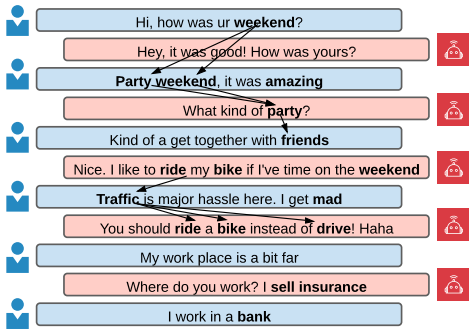 Hi, how was ur weekend?
Hey, it was good! How was yours?
Party weekend, it was amazing
What kind of party?
Kind of a get together with friends
Nice. I like to ride my bike if I've time on the weekend
Traffic is major hassle here. I get mad
You should ride a bike instead of drive! Haha
My work place is a bit far
Where do you work? I sell insurance
I work in a bank